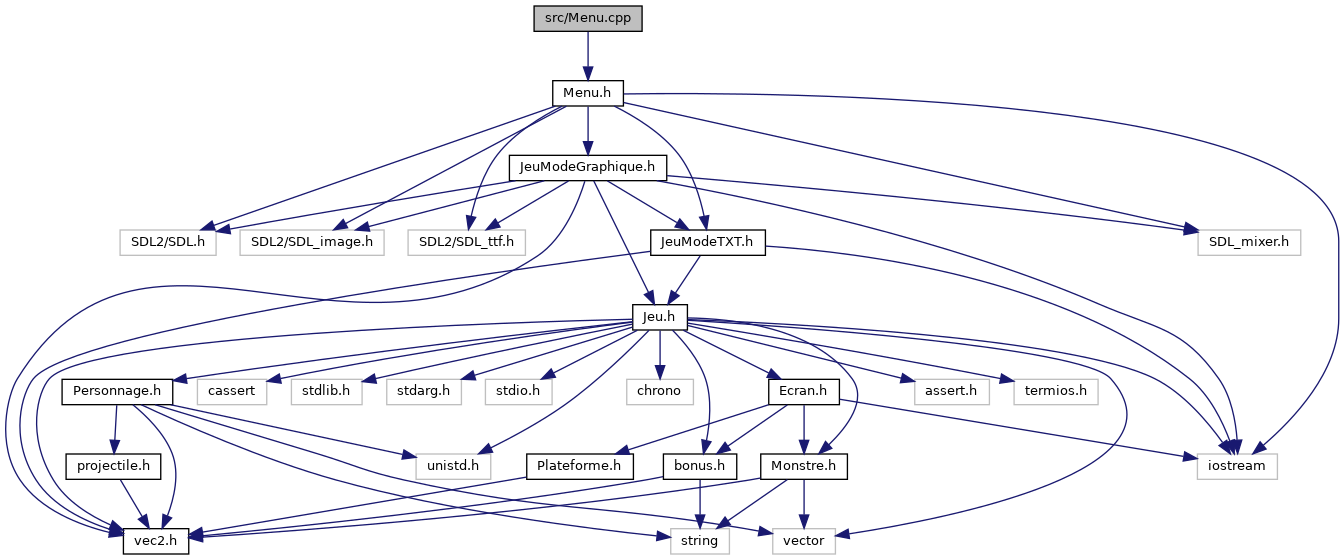 src/Menu.cpp
Menu.h
JeuModeGraphique.h
SDL2/SDL.h
SDL2/SDL_image.h
SDL2/SDL_ttf.h
JeuModeTXT.h
SDL_mixer.h
Jeu.h
Personnage.h
cassert
stdlib.h
stdarg.h
stdio.h
chrono
Ecran.h
assert.h
termios.h
projectile.h
unistd.h
Plateforme.h
bonus.h
Monstre.h
iostream
vec2.h
string
vector